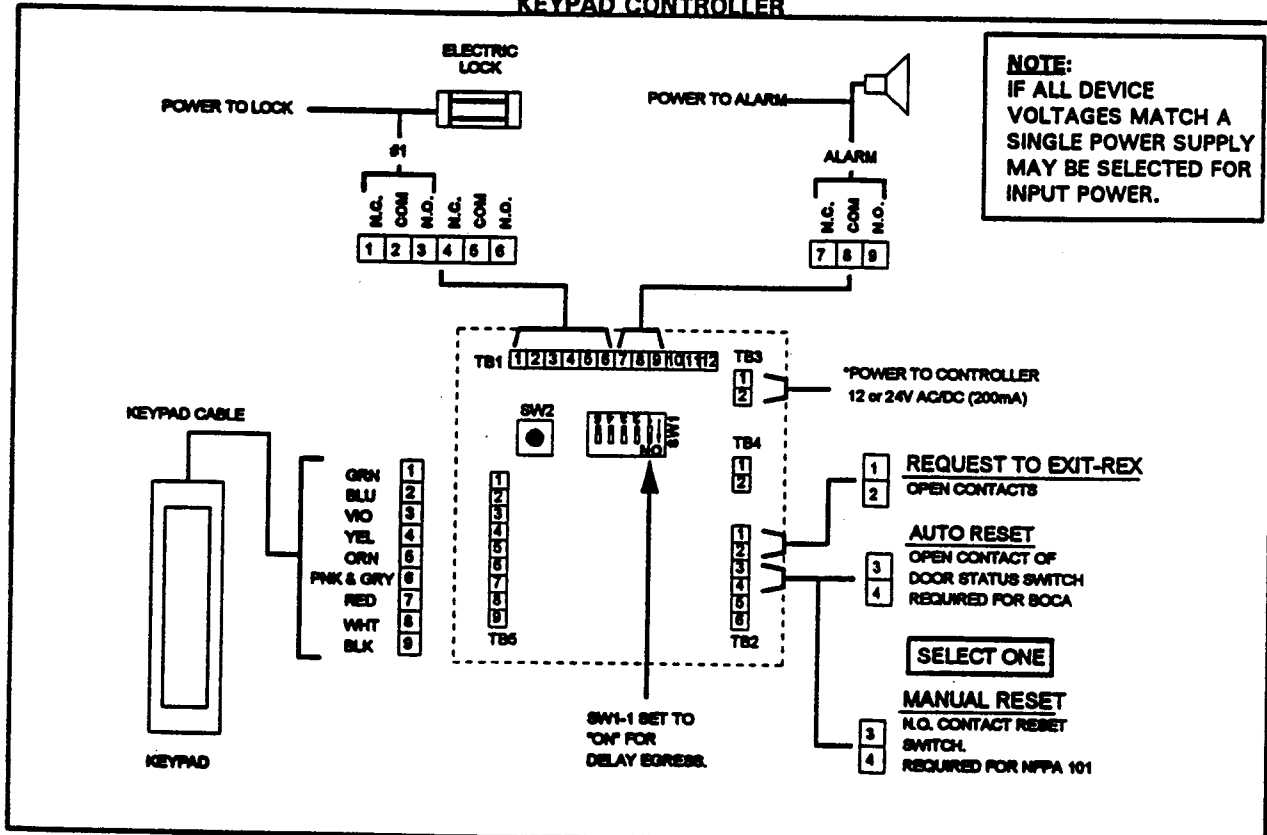 KEYPAD CONTROLLER
ELECTRIC
LOCK
POWER TO LOCK
#1
N.C. COM N.O. N.C. COM N.O.
1 2 3 4 5 6
POWER TO ALARM
ALARM
N.C. COM N.O.
7 8 9
NOTE:
IF ALL DEVICE
VOLTAGES MATCH A
SINGLE POWER SUPPLY
MAY BE SELECTED FOR
INPUT POWER.
TB1 1 2 3 4 5 6 7 8 9 10 11 12
TB3
1
2
*POWER TO CONTROLLER
12 or 24V AC/DC (200mA)
SW2
SW1
NO
TB4
1
2
KEYPAD CABLE
GRN 1
BLU 2
VIO 3
YEL 4
ORN 5
PNK & GRY 6
RED 7
WHT 8
BLK 9
KEYPAD
1
2
3
4
5
6
7
8
9
TB5
1
2
3
4
5
6
TB2
1
2
REQUEST TO EXIT-REX
OPEN CONTACTS
AUTO RESET
3
4
OPEN CONTACT OF
DOOR STATUS SWITCH
REQUIRED FOR BOCA
SELECT ONE
MANUAL RESET
3
4
N.O. CONTACT RESET
SWITCH.
REQUIRED FOR NFPA 101
SW1-1 SET TO
"ON" FOR
DELAY EGRESS.